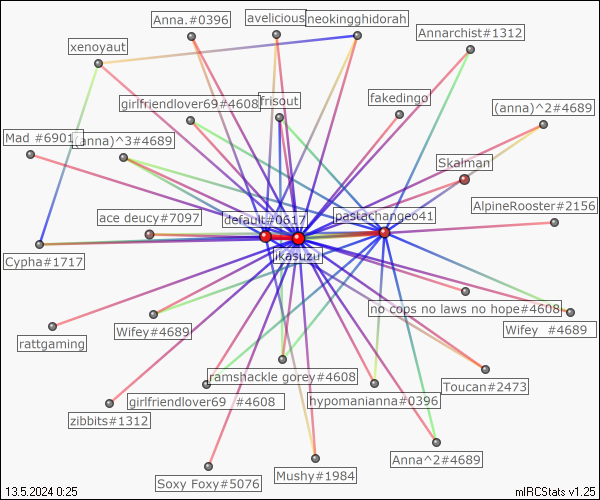 Anna.#0396
avelicious
neokingghidorah
Annarchist#1312
xenoyaut
girlfriendlover69#4608
frisout
fakedingo
(anna)^2#4689
Mad #6901
(anna)^3#4689
Skalman
ace deucy#7097
default#0617
pastachangeo41
AlpineRooster#2156
Cypha#1717
jikasuzu
no cops no laws no hope#4608
rattgaming
Wifey#4689
Wifey #4689
ramshackle gorey#4608
Toucan#2473
girlfriendlover69 #4608
hypomanianna#0396
zibbits#1312
Anna^2#4689
Soxy Foxy#5076
Mushy#1984
13.5.2024 0:25
mIRCStats v1.25